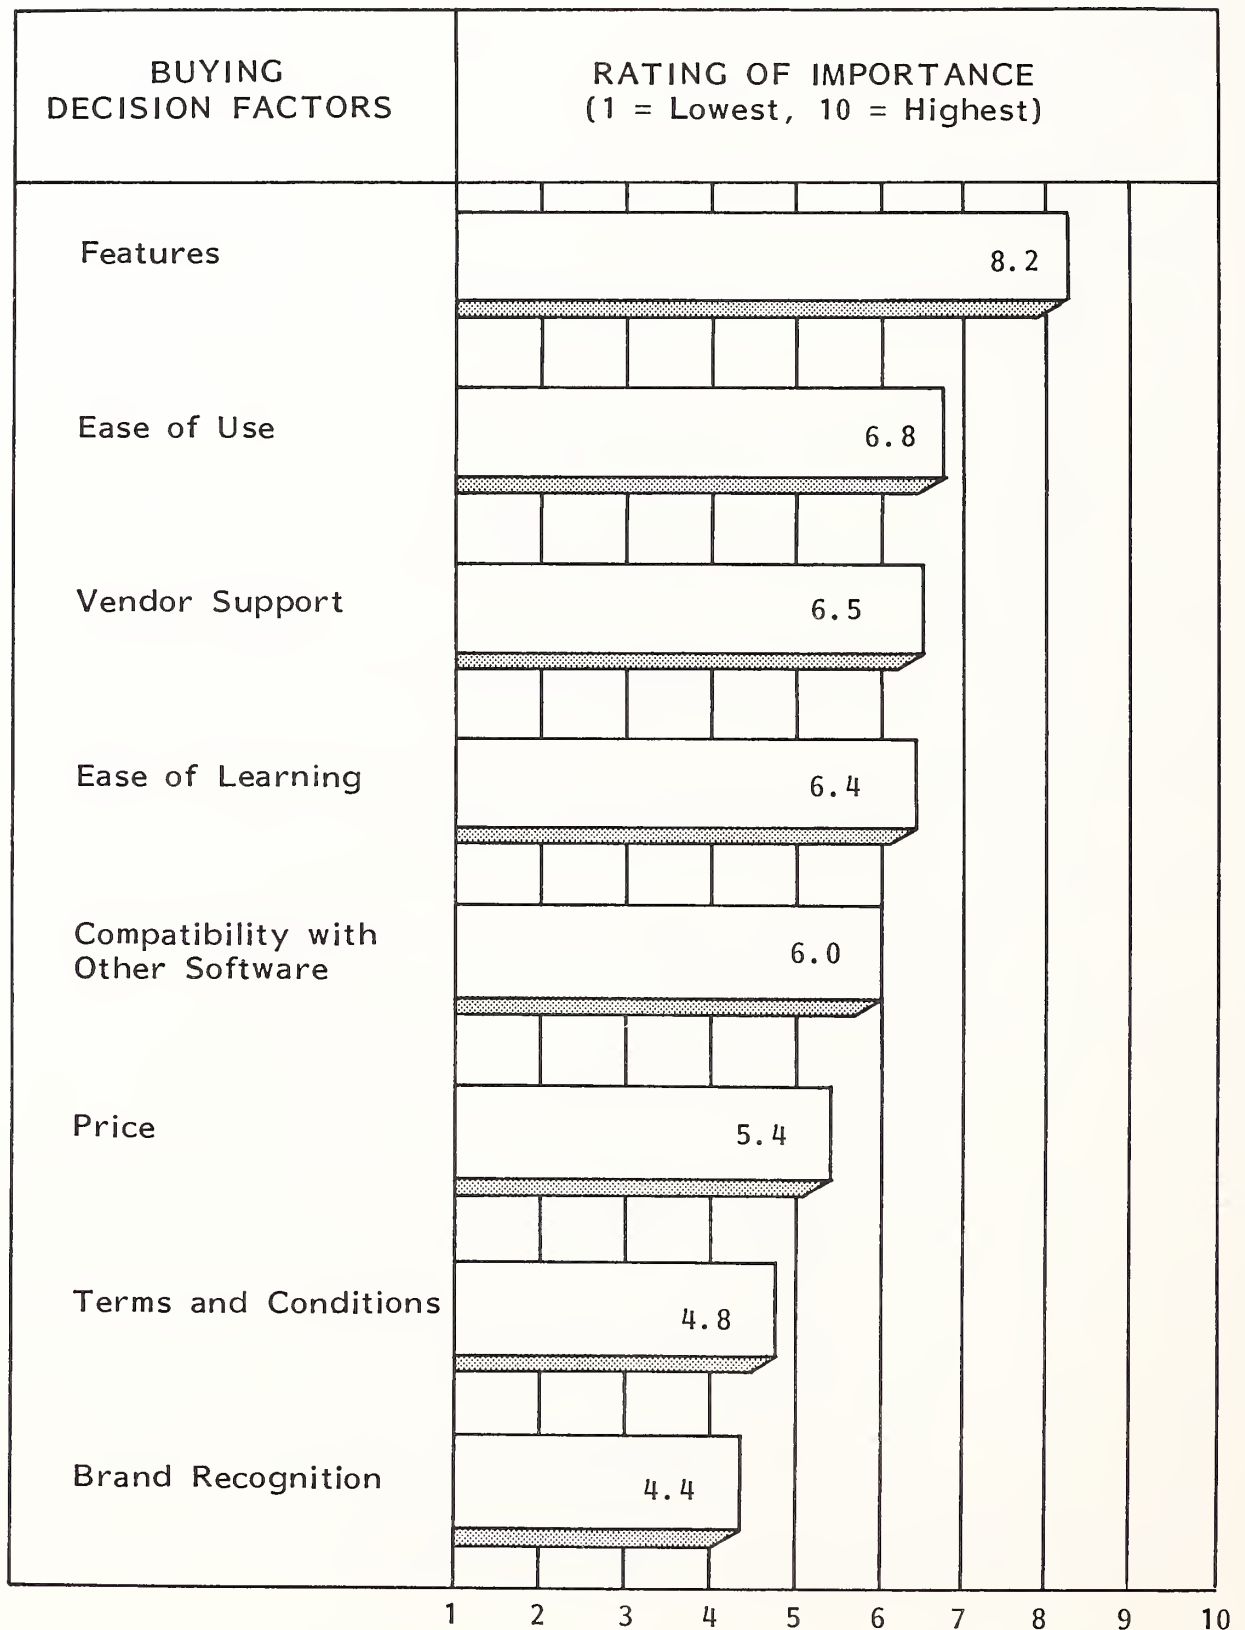 BUYING
DECISION FACTORS
RATING OF IMPORTANCE
(1 = Lowest, 10 = Highest)
Features
8.2
Ease of Use
6.8
Vendor Support
6.5
Ease of Learning
6.4
Compatibility with
Other Software
6.0
Price
5.4
Terms and Conditions
4.8
Brand Recognition
4.4
1 2 3 4 5 6 7 8 9 10